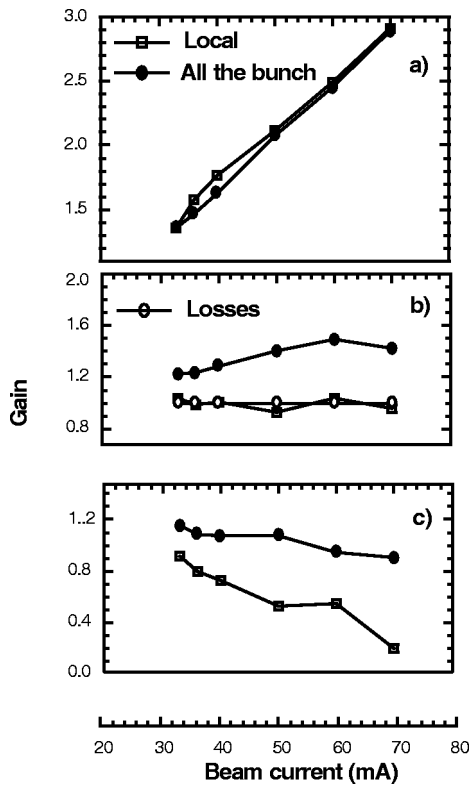 3.0
Local
All the bunch
a)
2.5
2.0
1.5
2.0
Losses
b)
1.6
1.2
0.8
Gain
c)
1.2
0.8
0.4
0.0
20 30 40 50 60 70 80
Beam current (mA)